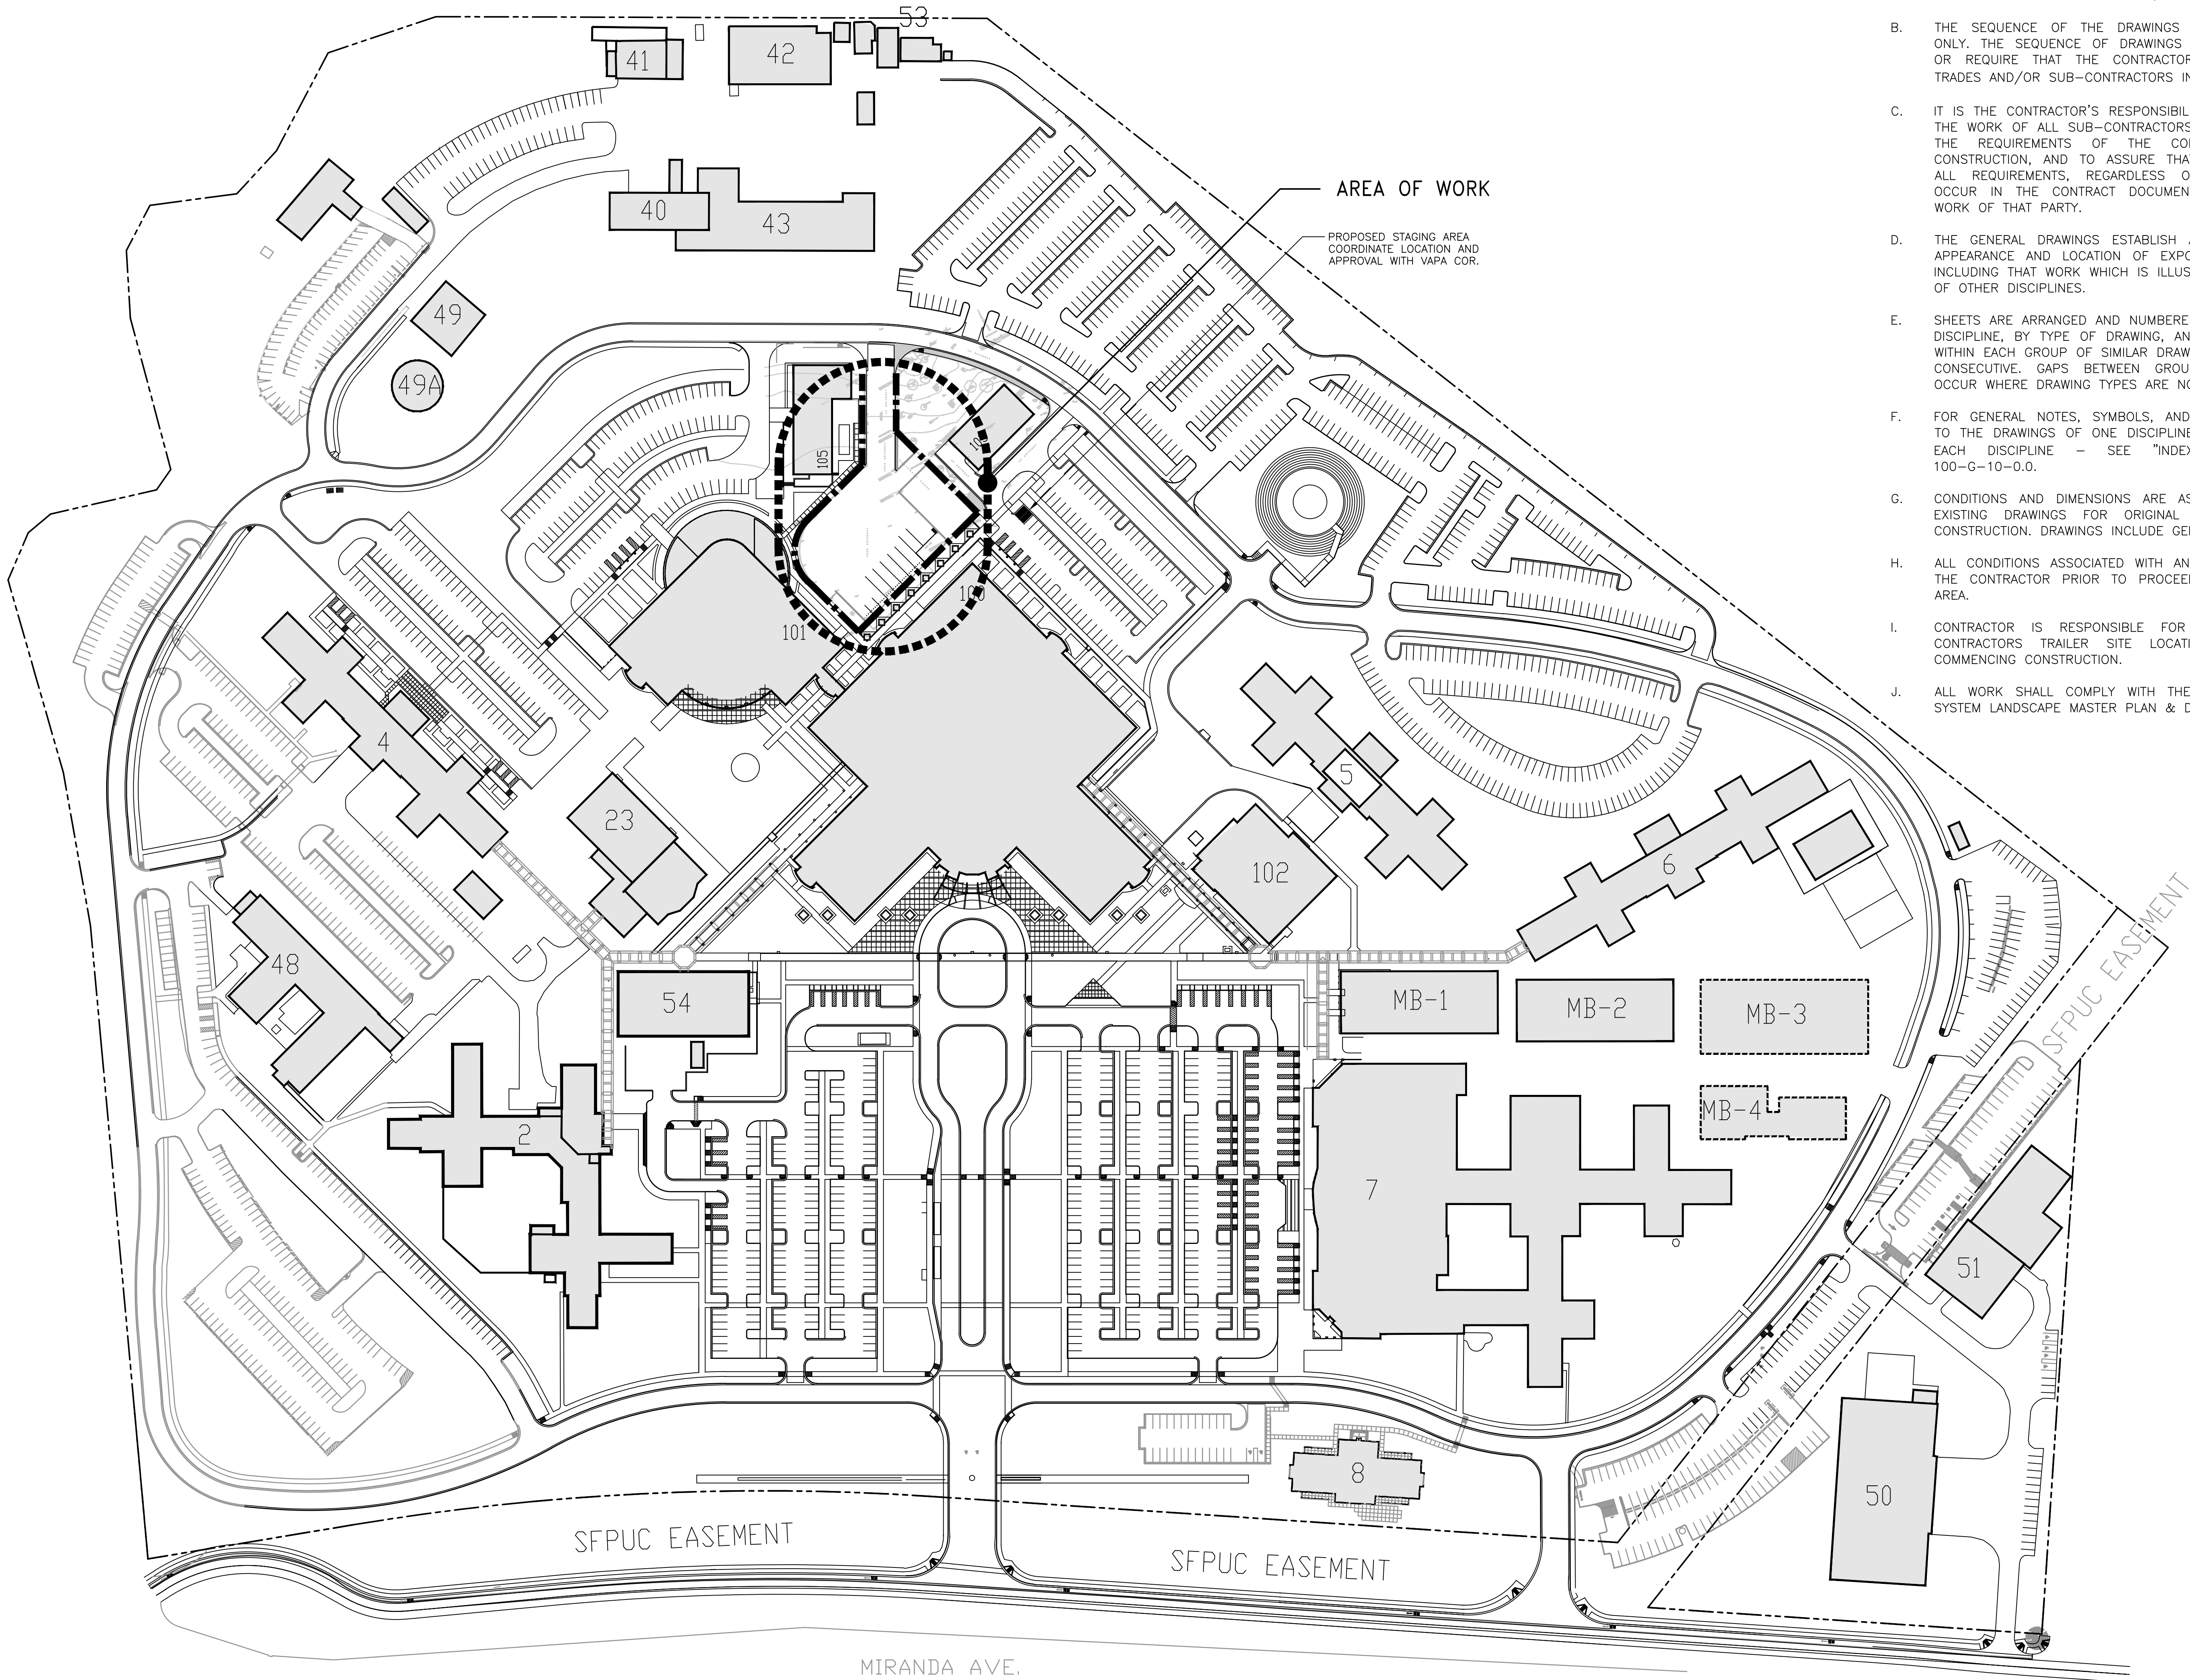 53
41
42
40
43
AREA OF WORK
PROPOSED STAGING AREA
COORDINATE LOCATION AND
APPROVAL WITH VAPA COR.
49
49A
105
100
101
4
5
23
102
6
48
54
MB-1
MB-2
MB-3
MB-4
2
7
51
8
50
SFPUC EASEMENT
SFPUC EASEMENT
SFPUC EASEMENT
MIRANDA AVE.
B. THE SEQUENCE OF THE DRAWINGS
ONLY. THE SEQUENCE OF DRAWINGS
OR REQUIRE THAT THE CONTRACTOR
TRADES AND/OR SUB-CONTRACTORS IN
C. IT IS THE CONTRACTOR'S RESPONSIBIL
THE WORK OF ALL SUB-CONTRACTORS
THE REQUIREMENTS OF THE CO
CONSTRUCTION, AND TO ASSURE THA
ALL REQUIREMENTS, REGARDLESS O
OCCUR IN THE CONTRACT DOCUMEN
WORK OF THAT PARTY.
D. THE GENERAL DRAWINGS ESTABLISH
APPEARANCE AND LOCATION OF EXPO
INCLUDING THAT WORK WHICH IS ILLUS
OF OTHER DISCIPLINES.
E. SHEETS ARE ARRANGED AND NUMBERE
DISCIPLINE, BY TYPE OF DRAWING, AN
WITHIN EACH GROUP OF SIMILAR DRAW
CONSECUTIVE. GAPS BETWEEN GROU
OCCUR WHERE DRAWING TYPES ARE NO
F. FOR GENERAL NOTES, SYMBOLS, AND
TO THE DRAWINGS OF ONE DISCIPLINE
EACH DISCIPLINE – SEE "INDEX
100-G-10-0.0.
G. CONDITIONS AND DIMENSIONS ARE AS
EXISTING DRAWINGS FOR ORIGINAL
CONSTRUCTION. DRAWINGS INCLUDE GE
H. ALL CONDITIONS ASSOCIATED WITH AN
THE CONTRACTOR PRIOR TO PROCEE
AREA.
I. CONTRACTOR IS RESPONSIBLE FOR
CONTRACTORS TRAILER SITE LOCATI
COMMENCING CONSTRUCTION.
J. ALL WORK SHALL COMPLY WITH THE
SYSTEM LANDSCAPE MASTER PLAN & D